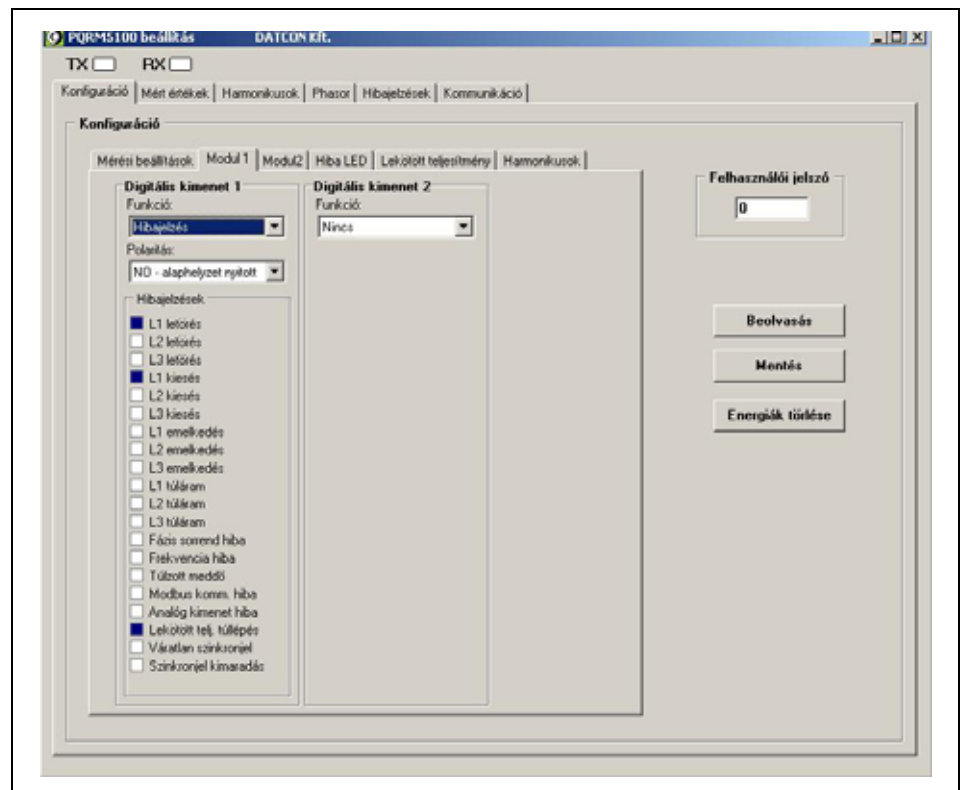 PQRM5100 beállítás DATCON Kft.
TX RX
Konfiguráció Mért értékek Harmonikusok Phasor Hibajelzések Kommunikáció
Konfiguráció
Mérési beállítások Modul 1 Modul2 Hiba LED Lekötött teljesítmény Harmonikusok
Digitális kimenet 1
Funkció:
Hibajelzés
Polaritás:
NO - alaphelyzet nyitott
Hibajelzések
L1 letörés
L2 letörés
L3 letörés
L1 kiesés
L2 kiesés
L3 kiesés
L1 emelkedés
L2 emelkedés
L3 emelkedés
L1 túláram
L2 túláram
L3 túláram
Fázis sorrend hiba
Frekvencia hiba
Túlzott meddő
Modbus komm. hiba
Analóg kimenet hiba
Lekötött telj. túllépés
Váratlan szinkronjel
Szinkronjel kimaradás
Digitális kimenet 2
Funkció:
Nincs
Felhasználói jelszó
0
Beolvasás
Mentés
Energiák törlése